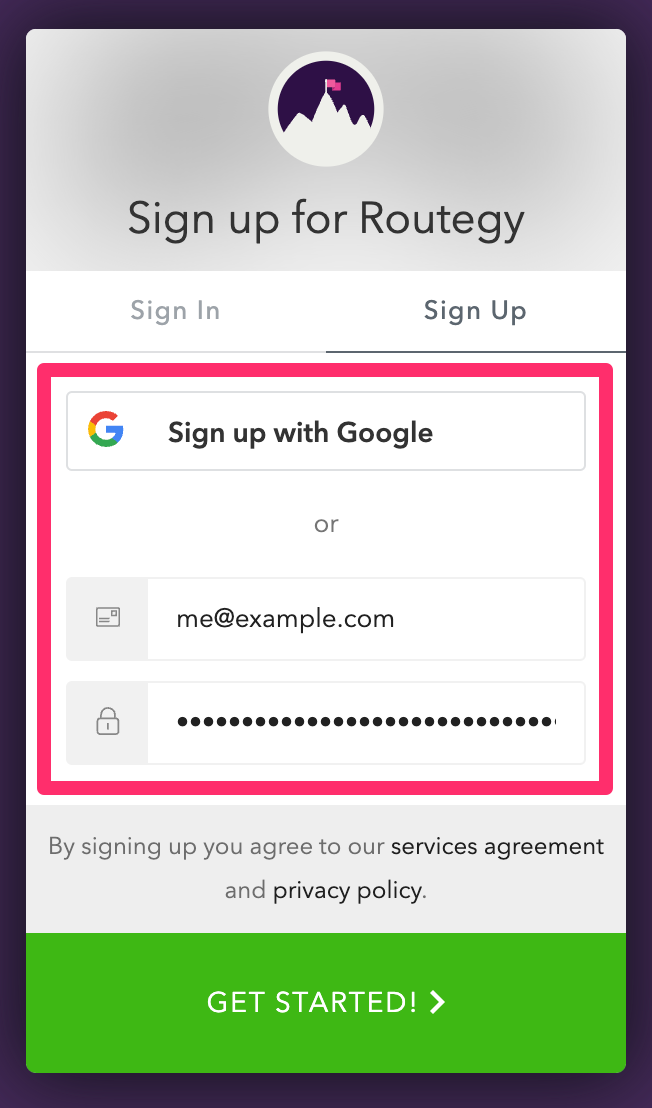 Sign up for Routegy
Sign In Sign Up
Sign up with Google
or
me@example.com
By signing up you agree to our services agreement
and privacy policy.
GET STARTED!